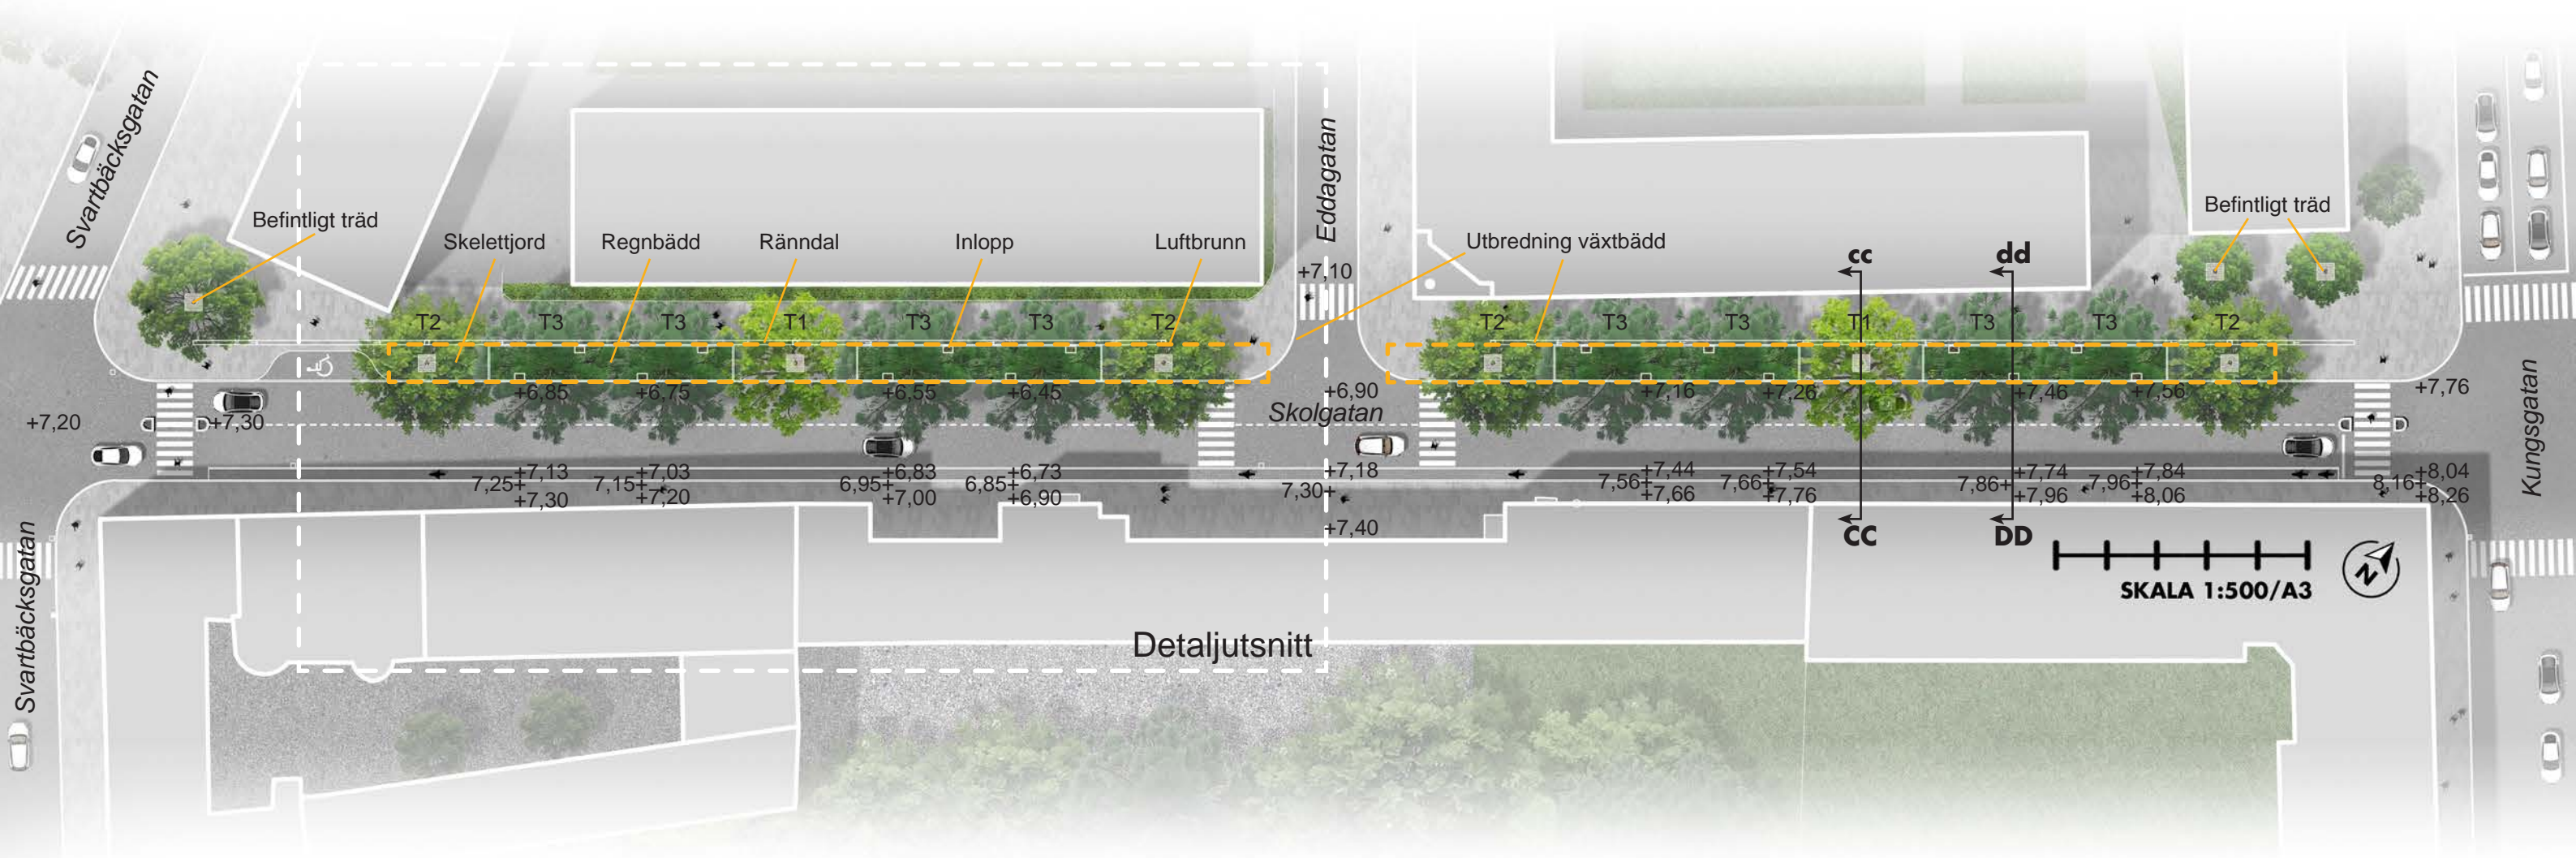 Svartbäcksgatan
Befintligt träd
Skelettjord
Regnbädd
Ränndal
Inlopp
Luftbrunn
Eddagatan
Utbredning växtbädd
Befintligt träd
cc
dd
+7,10
T2
T3
T3
T1
T3
T3
T2
T2
T3
T3
T1
T3
T3
T2
+6,85
+6,75
+6,55
+6,45
+6,90
+7,16
+7,26
+7,46
+7,56
+7,76
+7,20
+7,30
Skolgatan
Kungsgatan
+7,13
7,25+
+7,30
+7,03
7,15+
+7,20
+6,83
6,95+
+7,00
+6,73
6,85+
+6,90
+7,18
7,30+
+7,40
+7,44
7,56+
+7,66
+7,54
7,66+
+7,76
+7,74
7,86+
+7,96
+7,84
7,96+
+8,06
+8,04
8,16+
+8,26
CC
DD
Svartbäcksgatan
SKALA 1:500/A3
N
Detaljutsnitt